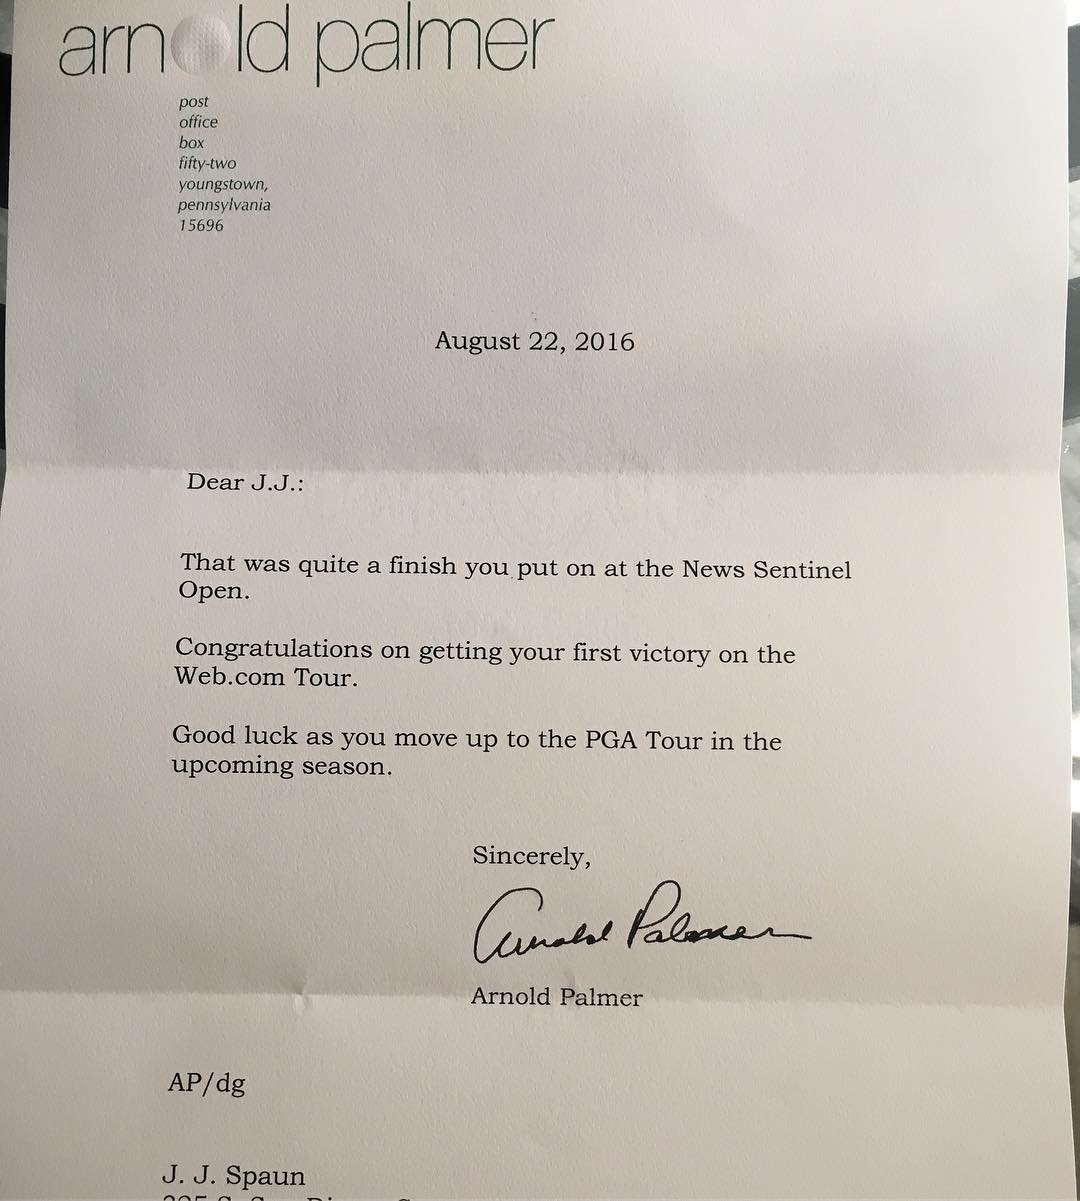 arnold palmer
post
office
box
fifty-two
youngstown,
pennsylvania
15696
August 22, 2016
Dear J.J.:
That was quite a finish you put on at the News Sentinel
Open.
Congratulations on getting your first victory on the
Web.com Tour.
Good luck as you move up to the PGA Tour in the
upcoming season.
Sincerely,
Arnold Palmer
Arnold Palmer
AP/dg
J. J. Spaun